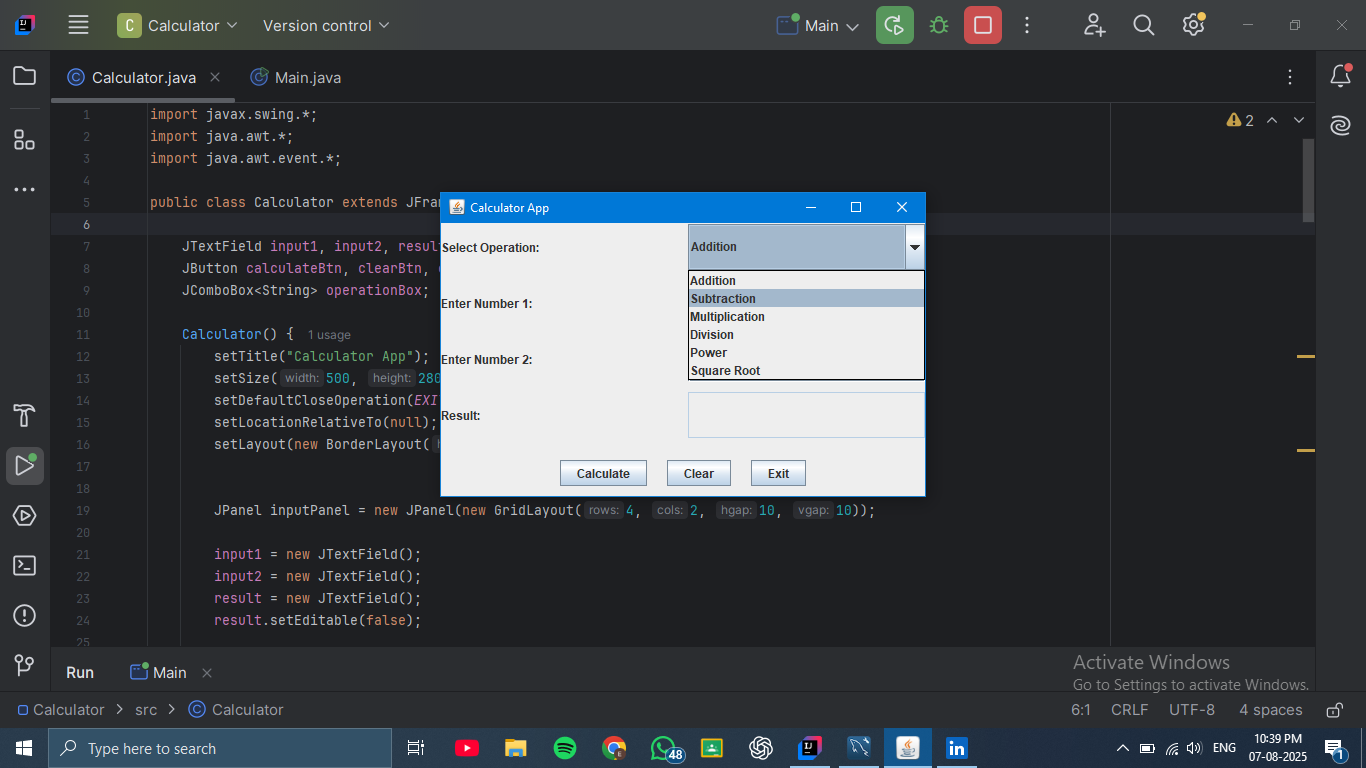 C Calculator Version control Main
Calculator.java Main.java
2
1 import javax.swing.*;
2 import java.awt.*;
3 import java.awt.event.*;
4
5 public class Calculator extends JFra
6
7 JTextField input1, input2, resul
8 JButton calculateBtn, clearBtn,
9 JComboBox<String> operationBox;
10
11 Calculator() { 1 usage
12 setTitle("Calculator App");
13 setSize( width: 500, height: 280
14 setDefaultCloseOperation(EXI
15 setLocationRelativeTo(null);
16 setLayout(new BorderLayout(
17
18
19 JPanel inputPanel = new JPanel(new GridLayout( rows: 4, cols: 2, hgap: 10, vgap: 10));
20
21 input1 = new JTextField();
22 input2 = new JTextField();
23 result = new JTextField();
24 result.setEditable(false);
25
Calculator App
Select Operation: Addition
Addition
Subtraction
Multiplication
Division
Power
Square Root
Enter Number 1:
Enter Number 2:
Result:
Calculate Clear Exit
Run Main
Activate Windows
Go to Settings to activate Windows.
Calculator > src > C Calculator 6:1 CRLF UTF-8 4 spaces
Type here to search 48 in ENG 10:39 PM
07-08-2025 1